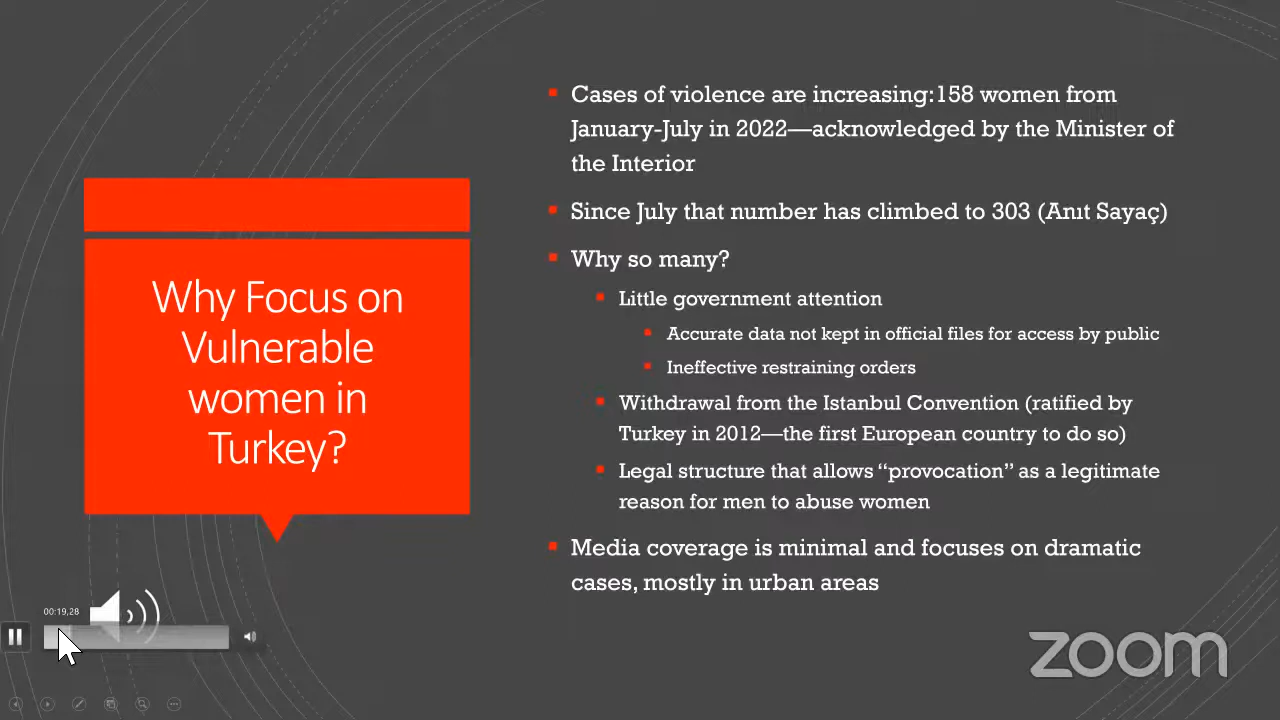 Why Focus on
Vulnerable
women in
Turkey?
Cases of violence are increasing:158 women from
January-July in 2022—acknowledged by the Minister of
the Interior
Since July that number has climbed to 303 (Anıt Sayaç)
Why so many?
Little government attention
Accurate data not kept in official files for access by public
Ineffective restraining orders
Withdrawal from the Istanbul Convention (ratified by
Turkey in 2012—the first European country to do so)
Legal structure that allows “provocation” as a legitimate
reason for men to abuse women
Media coverage is minimal and focuses on dramatic
cases, mostly in urban areas
00:19,28
zoom